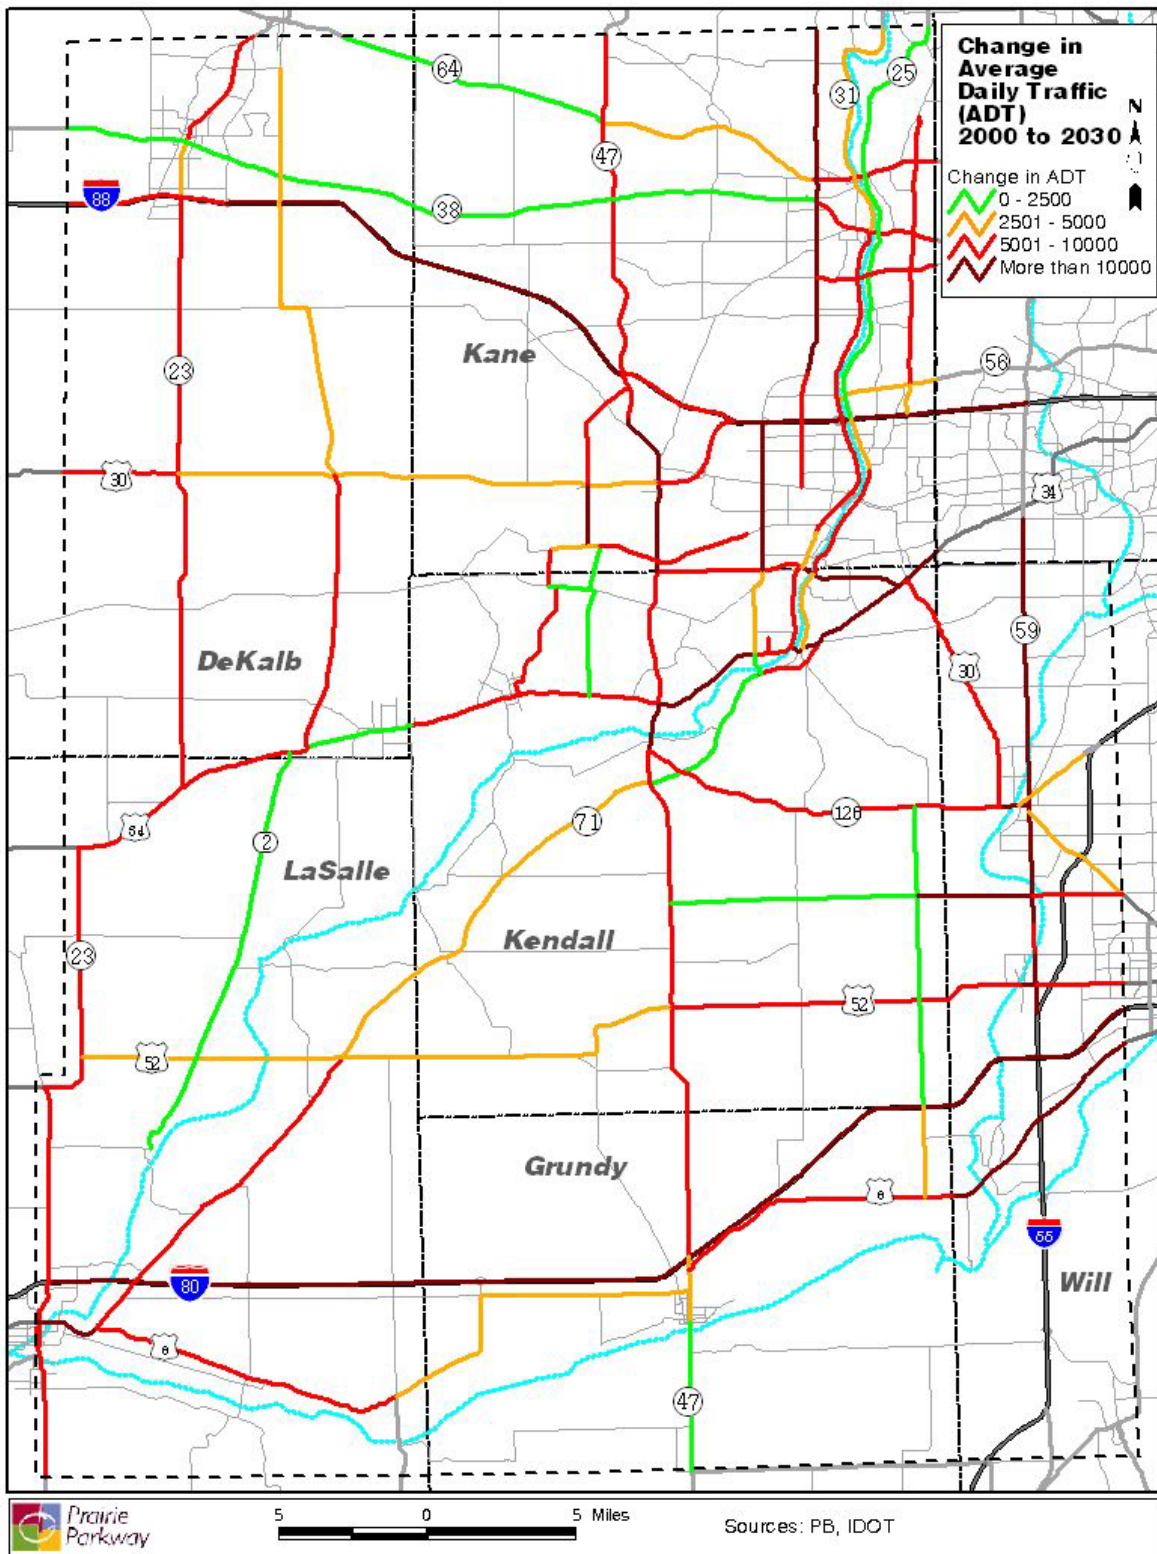 Change in
Average
Daily Traffic
(ADT)
2000 to 2030
N
Change in ADT
0 - 2500
2501 - 5000
5001 - 10000
More than 10000
64
25
31
47
88
38
Kane
56
23
30
34
59
DeKalb
30
64
2
71
126
LaSalle
Kendall
23
52
52
Grundy
6
55
80
Will
6
47
Prairie
Parkway
5 0 5 Miles
Sources: PB, IDOT